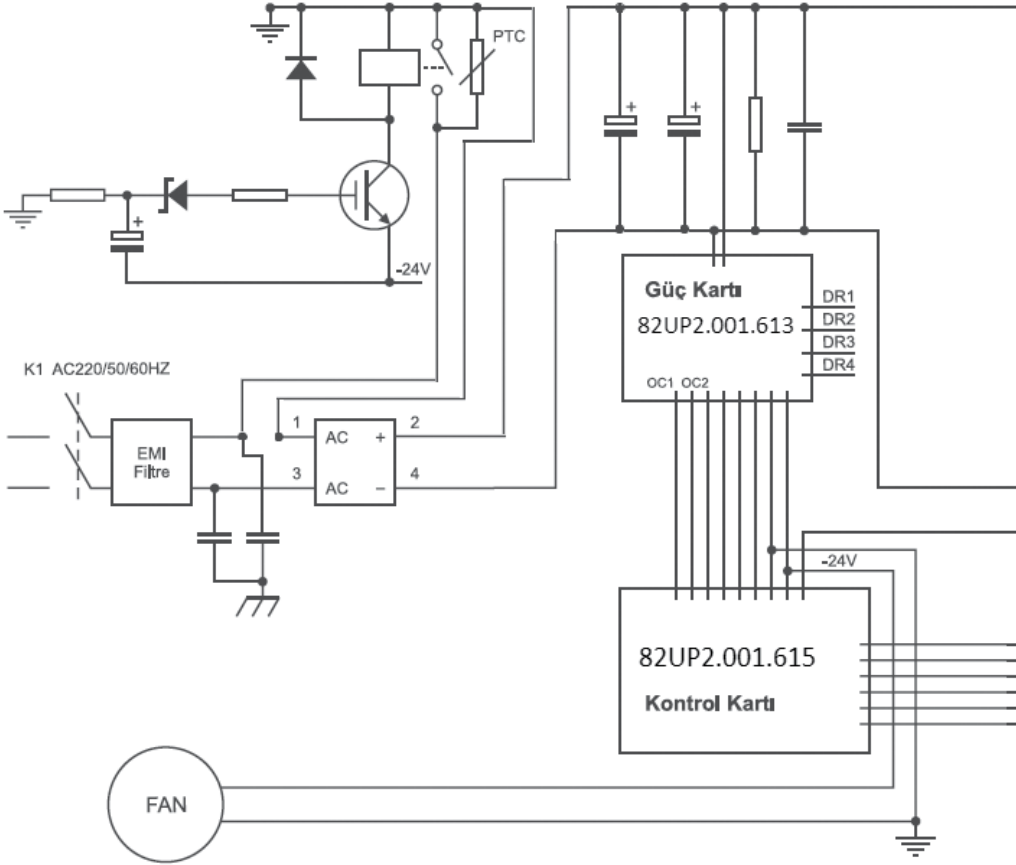 PTC
+
+
+
-24V
Güç Kartı
82UP2.001.613
DR1
DR2
DR3
DR4
OC1 OC2
K1 AC220/50/60HZ
EMI
Filtre
1 AC + 2
3 AC – 4
-24V
82UP2.001.615
Kontrol Kartı
FAN